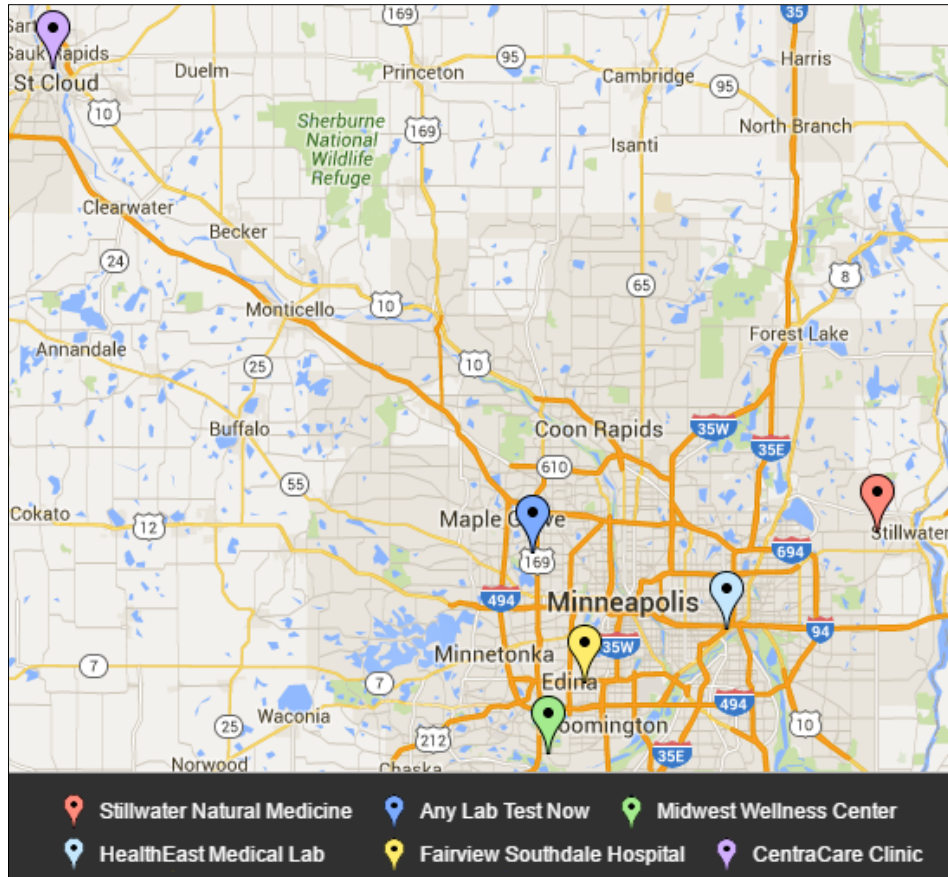 Sauk Rapids
St Cloud
Duelm
Princeton
169
95
Cambridge
95
35
Harris
10
Sherburne
National
Wildlife
Refuge
169
Isanti
North Branch
Clearwater
Becker
24
10
65
8
Monticello
Annandale
25
10
Forest Lake
Buffalo
Coon Rapids
35W
35E
610
55
Cokato
12
Maple Grove
169
Stillwater
694
494
Minneapolis
94
7
Minnetonka
35W
7
Edina
494
25
Waconia
Bloomington
10
212
35E
Norwood
Chaska
Stillwater Natural Medicine
Any Lab Test Now
Midwest Wellness Center
HealthEast Medical Lab
Fairview Southdale Hospital
CentraCare Clinic